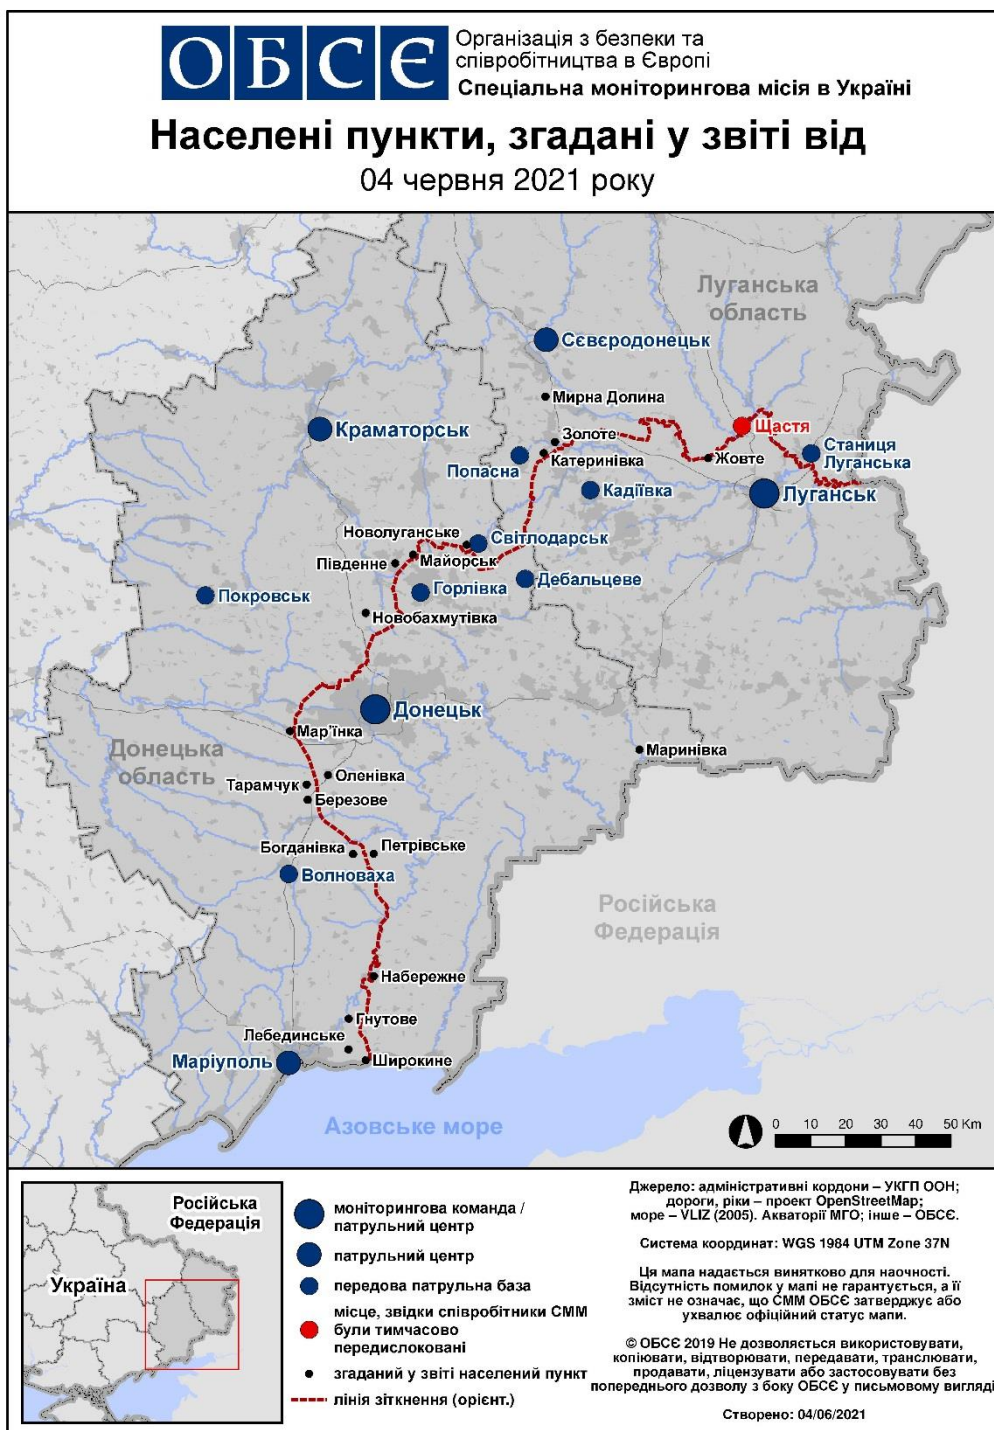 ОБСЄ
Організація з безпеки та
співробітництва в Європі
Спеціальна моніторингова місія в Україні
Населені пункти, згадані у звіті від
04 червня 2021 року
Луганська
область
Сєвєродонецьк
Мирна Долина
Краматорськ
Золоте
Щастя
Попасна
Катеринівка
Жовте
Станиця
Луганська
Кадіївка
Луганськ
Новолуганське
Світлодарськ
Майорськ
Південне
Дебальцеве
Горлівка
Покровськ
Новобахмутівка
Донецьк
Мар'їнка
Донецька
область
Маринівка
Оленівка
Тарамчук
Березове
Богданівка
Петрівське
Волноваха
Російська
Федерація
Набережне
Гнутове
Лебединське
Широкине
Маріуполь
Азовське море
0 10 20 30 40 50 Km
Російська
Федерація
Україна
моніторингова команда /
патрульний центр
патрульний центр
передова патрульна база
місце, звідки співробітники СММ
були тимчасово
передислоковані
згаданий у звіті населений пункт
лінія зіткнення (орієнт.)
Джерело: адміністративні кордони – УКГП ООН;
дороги, ріки – проект OpenStreetMap;
море – VLIZ (2005). Акваторії МГО; інше – ОБСЄ.
Система координат: WGS 1984 UTM Zone 37N
Ця мапа надається винятково для наочності.
Відсутність помилок у мапі не гарантується, а її
зміст не означає, що СММ ОБСЄ затверджує або
ухвалює офіційний статус мапи.
© ОБСЄ 2019 Не дозволяється використовувати,
копіювати, відтворювати, передавати, транслювати,
продавати, ліцензувати або застосовувати без
попереднього дозволу з боку ОБСЄ у письмовому вигляді
Створено: 04/06/2021